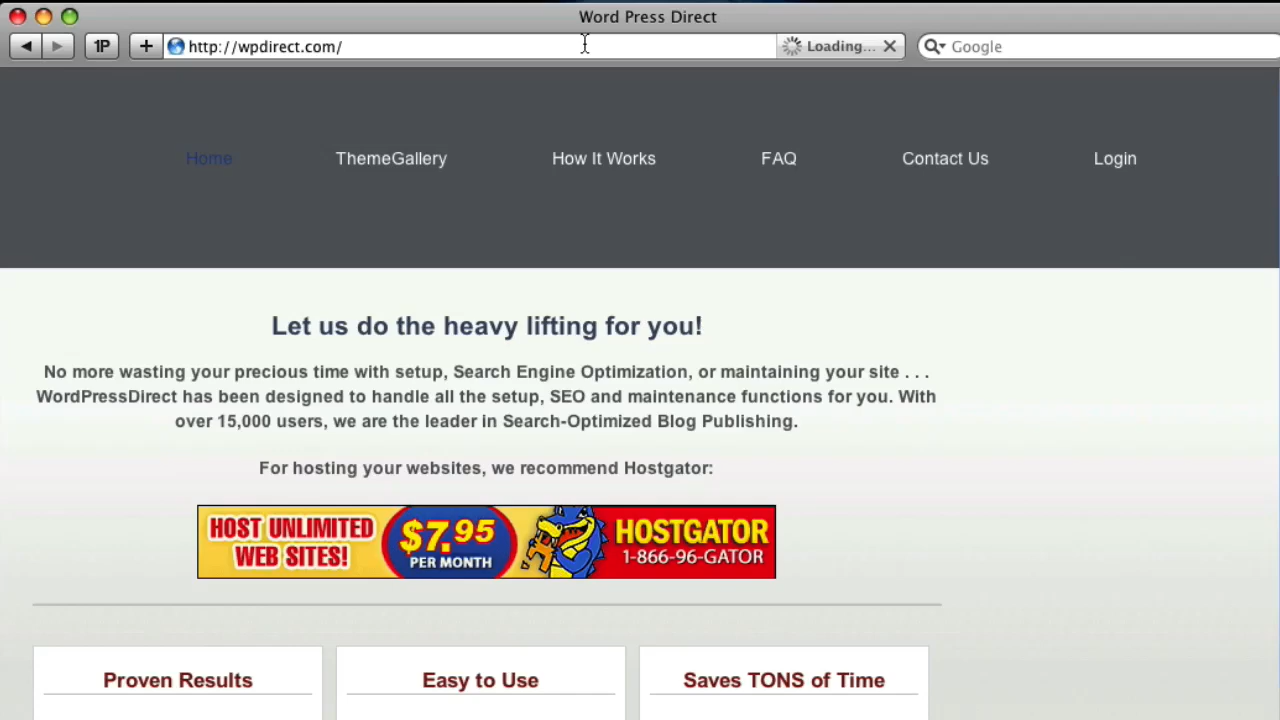 Word Press Direct
1P
+
http://wpdirect.com/
Loading...
Google
Home
ThemeGallery
How It Works
FAQ
Contact Us
Login
Let us do the heavy lifting for you!
No more wasting your precious time with setup, Search Engine Optimization, or maintaining your site . . .
WordPressDirect has been designed to handle all the setup, SEO and maintenance functions for you. With
over 15,000 users, we are the leader in Search-Optimized Blog Publishing.
For hosting your websites, we recommend Hostgator:
HOST UNLIMITED
WEB SITES!
$7.95
PER MONTH
HOSTGATOR
1-866-96-GATOR
Proven Results
Easy to Use
Saves TONS of Time